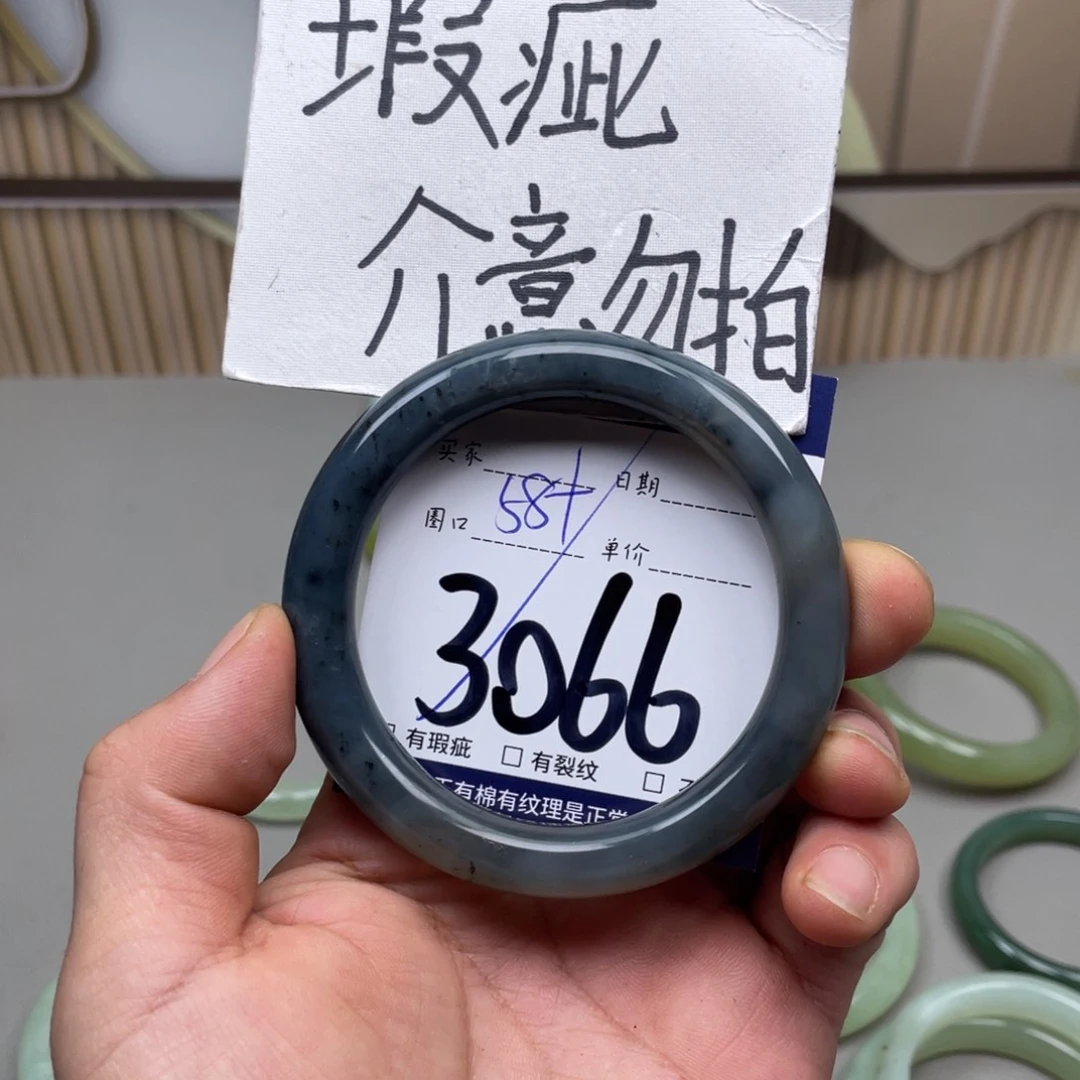 瑕疵
介意勿拍
买家 日期
58+
圈口 单价
3066
有瑕疵 □ 有裂纹 □
有棉有纹理是正常